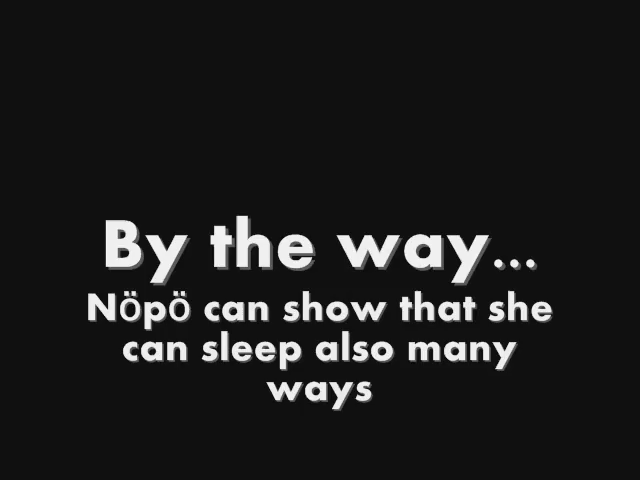 By the way...
Nöpö can show that she
can sleep also many
ways